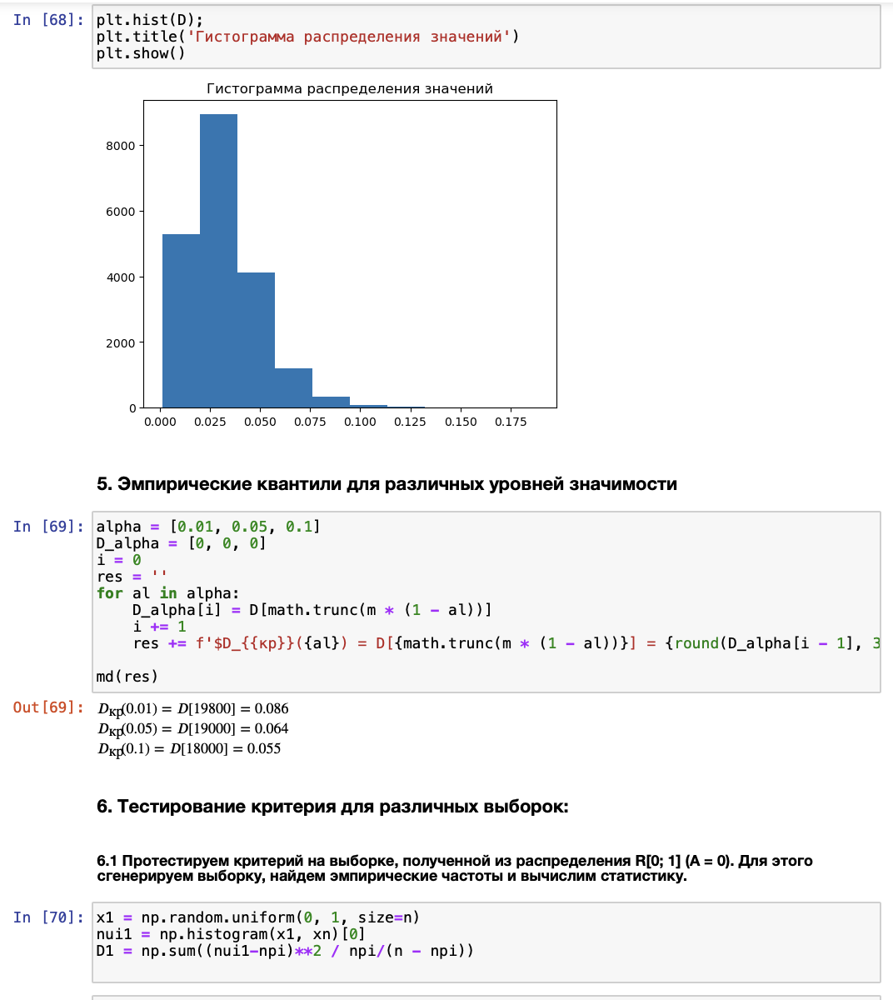 In [68]: plt.hist(D);
plt.title('Гистограмма распределения значений')
plt.show()
Гистограмма распределения значений
8000
6000
4000
2000
0
0.000 0.025 0.050 0.075 0.100 0.125 0.150 0.175
5. Эмпирические квантили для различных уровней значимости
In [69]: alpha = [0.01, 0.05, 0.1]
D_alpha = [0, 0, 0]
i = 0
res = ''
for al in alpha:
    D_alpha[i] = D[math.trunc(m * (1 - al))]
    i += 1
    res += f'$D_{{кр}}({al}) = D[{math.trunc(m * (1 - al))}] = {round(D_alpha[i - 1], 3
md(res)
Out[69]: Dкр(0.01) = D[19800] = 0.086
Dкр(0.05) = D[19000] = 0.064
Dкр(0.1) = D[18000] = 0.055
6. Тестирование критерия для различных выборок:
6.1 Протестируем критерий на выборке, полученной из распределения R[0; 1] (A = 0). Для этого
сгенерируем выборку, найдем эмпирические частоты и вычислим статистику.
In [70]: x1 = np.random.uniform(0, 1, size=n)
nui1 = np.histogram(x1, xn)[0]
D1 = np.sum((nui1-npi)**2 / npi/(n - npi))